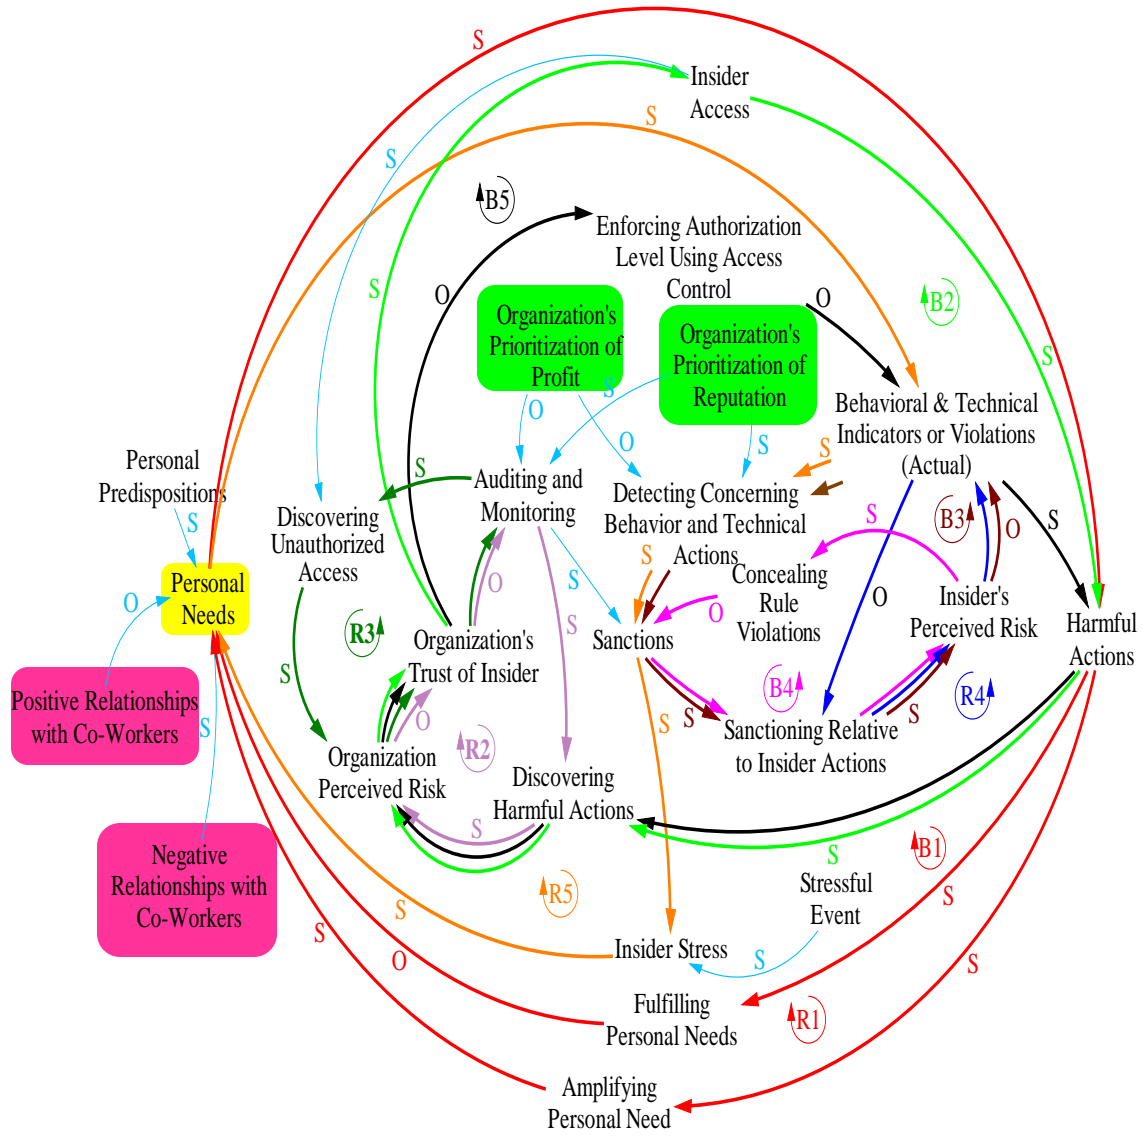 S
Insider
Access
S
S
B5
Enforcing Authorization
Level Using Access
Control
S
O
O
B2
Organization's
Prioritization of
Profit
Organization's
Prioritization of
Reputation
S
S
O
O
S
Behavioral & Technical
Indicators or Violations
(Actual)
S
Personal
Predispositions
S
S
Auditing and
Monitoring
Detecting Concerning
Behavior and Technical
Actions
Discovering
Unauthorized
Access
S
B3
O
S
Personal
Needs
O
O
S
S
Concealing
Rule
Violations
O
O
Insider's
Perceived Risk
Harmful
Actions
R3
Organization's
Trust of Insider
S
Sanctions
S
Positive Relationships
with Co-Workers
S
O
B4
S
S
R4
S
Sanctioning Relative
to Insider Actions
R2
Organization
Perceived Risk
Discovering
Harmful Actions
S
Negative
Relationships with
Co-Workers
S
B1
R5
Stressful
Event
S
S
S
O
Insider Stress
S
S
Fulfilling
Personal Needs
R1
Amplifying
Personal Need